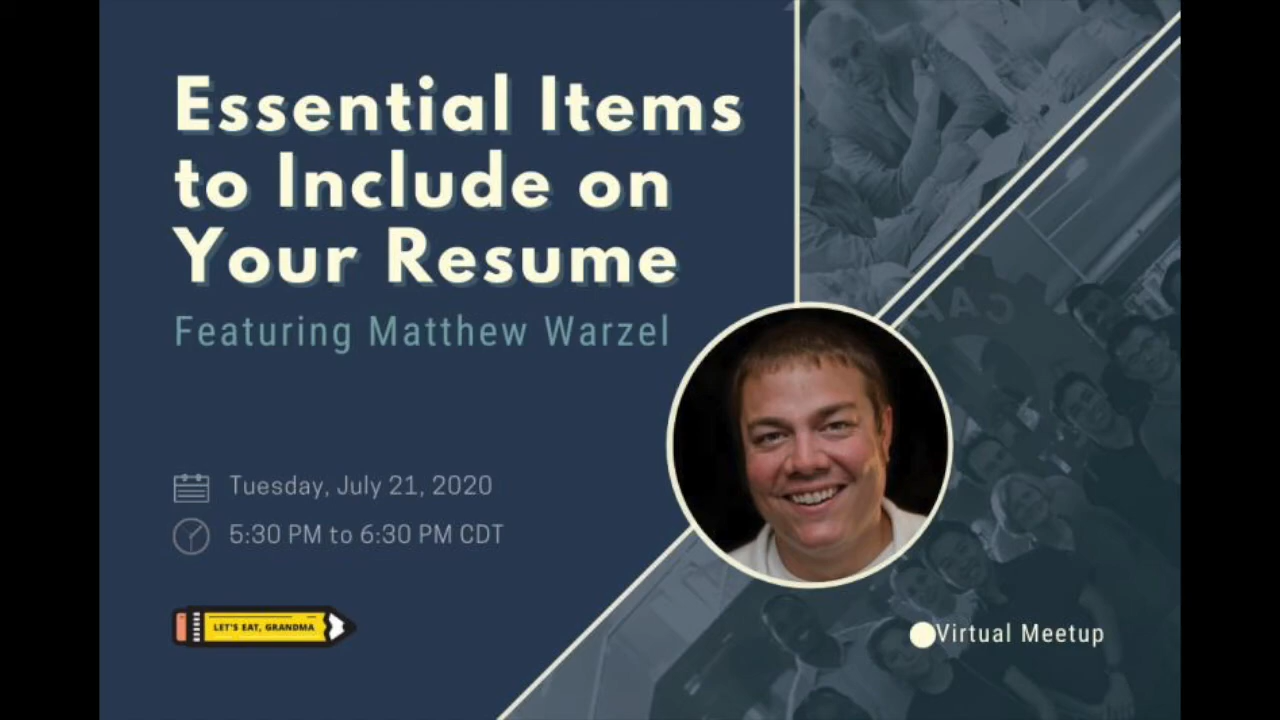 Essential Items
to Include on
Your Resume
Featuring Matthew Warzel
Tuesday, July 21, 2020
5:30 PM to 6:30 PM CDT
LET'S EAT, GRANDMA
Virtual Meetup